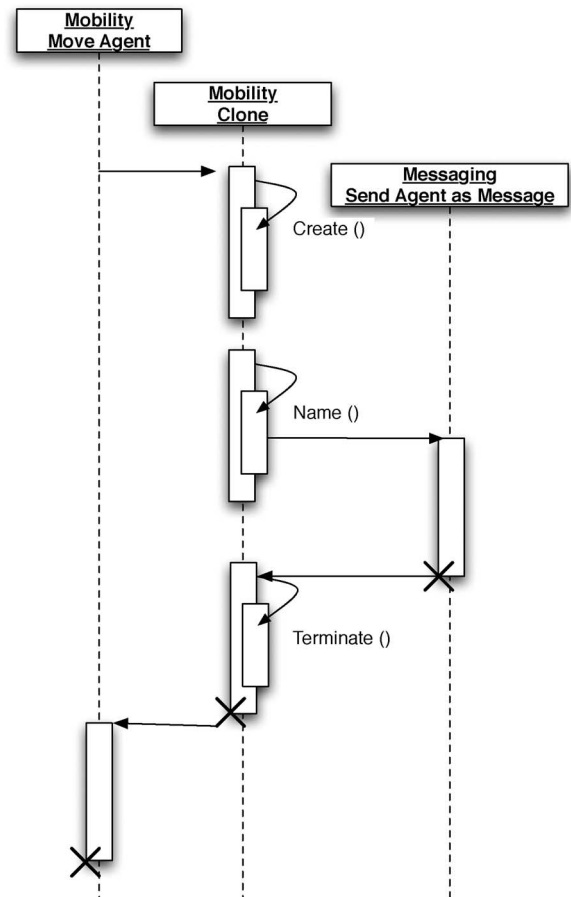 Mobility
Move Agent
Mobility
Clone
Messaging
Send Agent as Message
Create ()
Name ()
Terminate ()